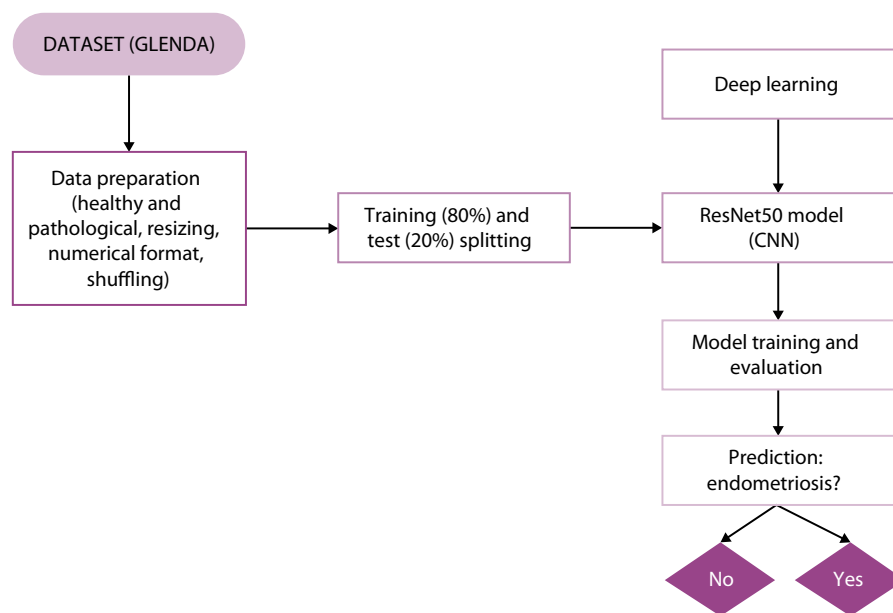 DATASET (GLENDA)
Data preparation
(healthy and
pathological, resizing,
numerical format,
shuffling)
Training (80%) and
test (20%) splitting
Deep learning
ResNet50 model
(CNN)
Model training and
evaluation
Prediction:
endometriosis?
No
Yes